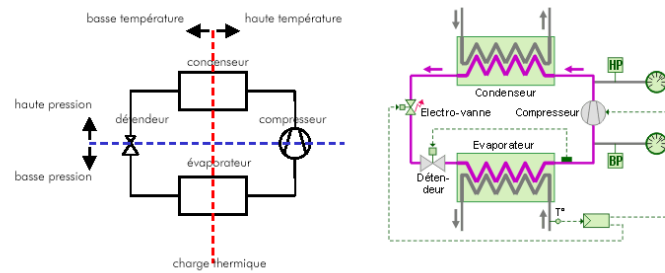 basse température
haute température
condenseur
haute pression
détendeur
compresseur
basse pression
évaporateur
charge thermique
HP
Condenseur
Electro-vanne
Compresseur
Evaporateur
BP
Déten-
deur
T°